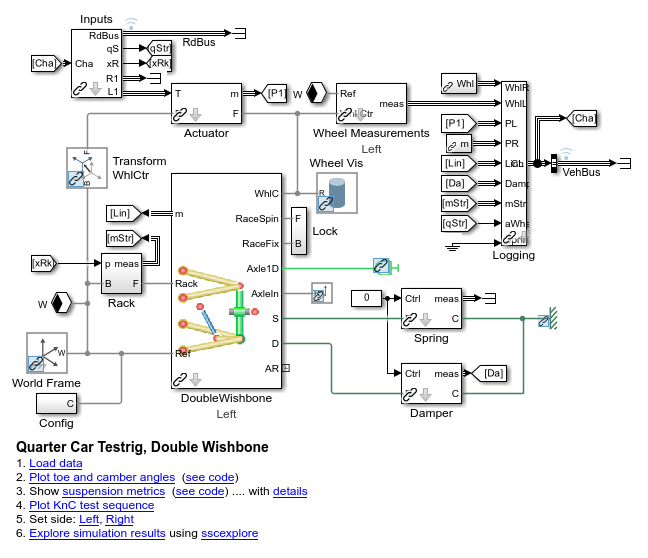 Inputs
RdBus
RdBus
qS
[qStr]
[Cha]
Cha
xR
[xRk]
R1
L1
T
m
[P1]
W
Ref
meas
F
Ctr
Actuator
Wheel Measurements
Left
Whl
WhlR
WhlL
[P1]
PL
m
PR
[Lin]
[Da]
Damp
[mStr]
mStr
[qStr]
aWhl
Logging
[Cha]
VehBus
F
B
Transform
WhlCtr
Wheel Vis
R
WhlC
RaceSpin
RaceFix
F
B
Lock
[Lin]
m
[mStr]
[xRk]
p meas
B
F
Rack
Rack
W
Axle1D
AxleIn
S
D
AR
Ref
DoubleWishbone
Left
W
World Frame
C
Config
0
Ctrl
meas
C
Spring
Ctrl
meas
[Da]
C
Damper
Quarter Car Testrig, Double Wishbone
1. Load data
2. Plot toe and camber angles (see code)
3. Show suspension metrics (see code) .... with details
4. Plot KnC test sequence
5. Set side: Left, Right
6. Explore simulation results using sscexplore